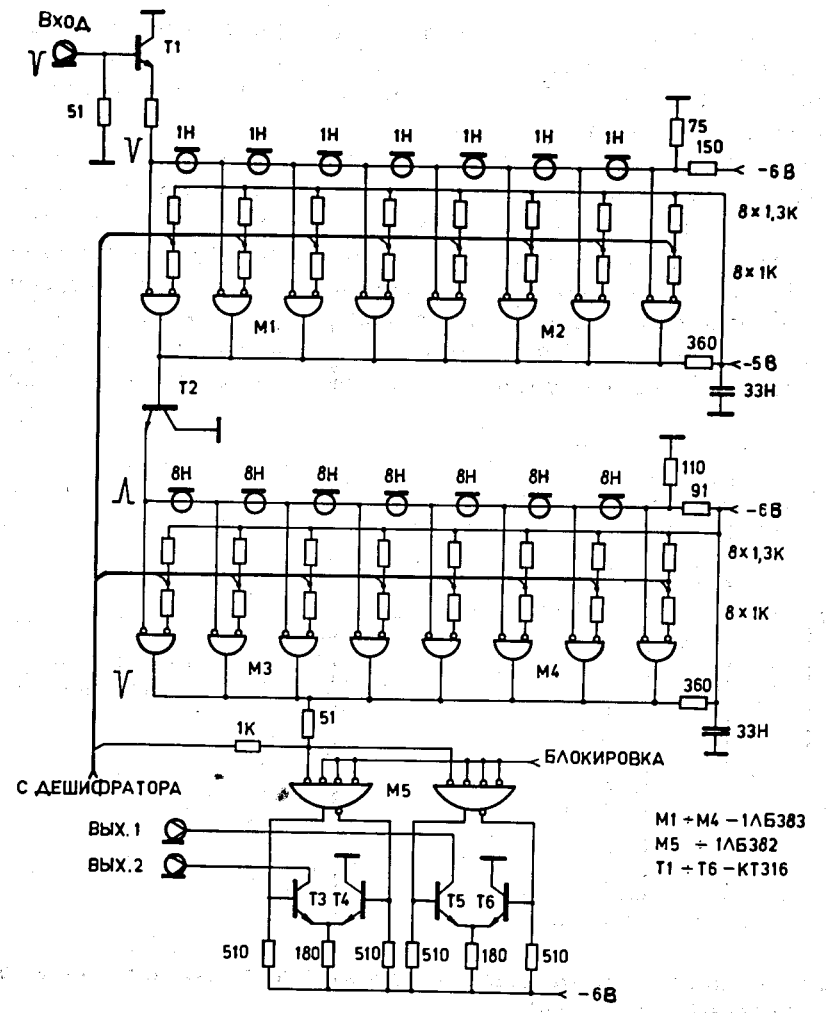 ВХОД
Т1
51
1Н 1Н 1Н 1Н 1Н 1Н 1Н
75
150
-6В
8×1,3К
8×1К
М1
М2
360
-5В
33Н
Т2
8Н 8Н 8Н 8Н 8Н 8Н 8Н
110
91
-6В
8×1,3К
8×1К
М3
М4
360
51
33Н
1К
БЛОКИРОВКА
С ДЕШИФРАТОРА
М5
ВЫХ.1
ВЫХ.2
М1÷М4-1ЛБ383
М5 ÷ 1ЛБ382
Т1÷Т6-КТ316
Т3 Т4 Т5 Т6
510 180 510 510 180 510
-6В